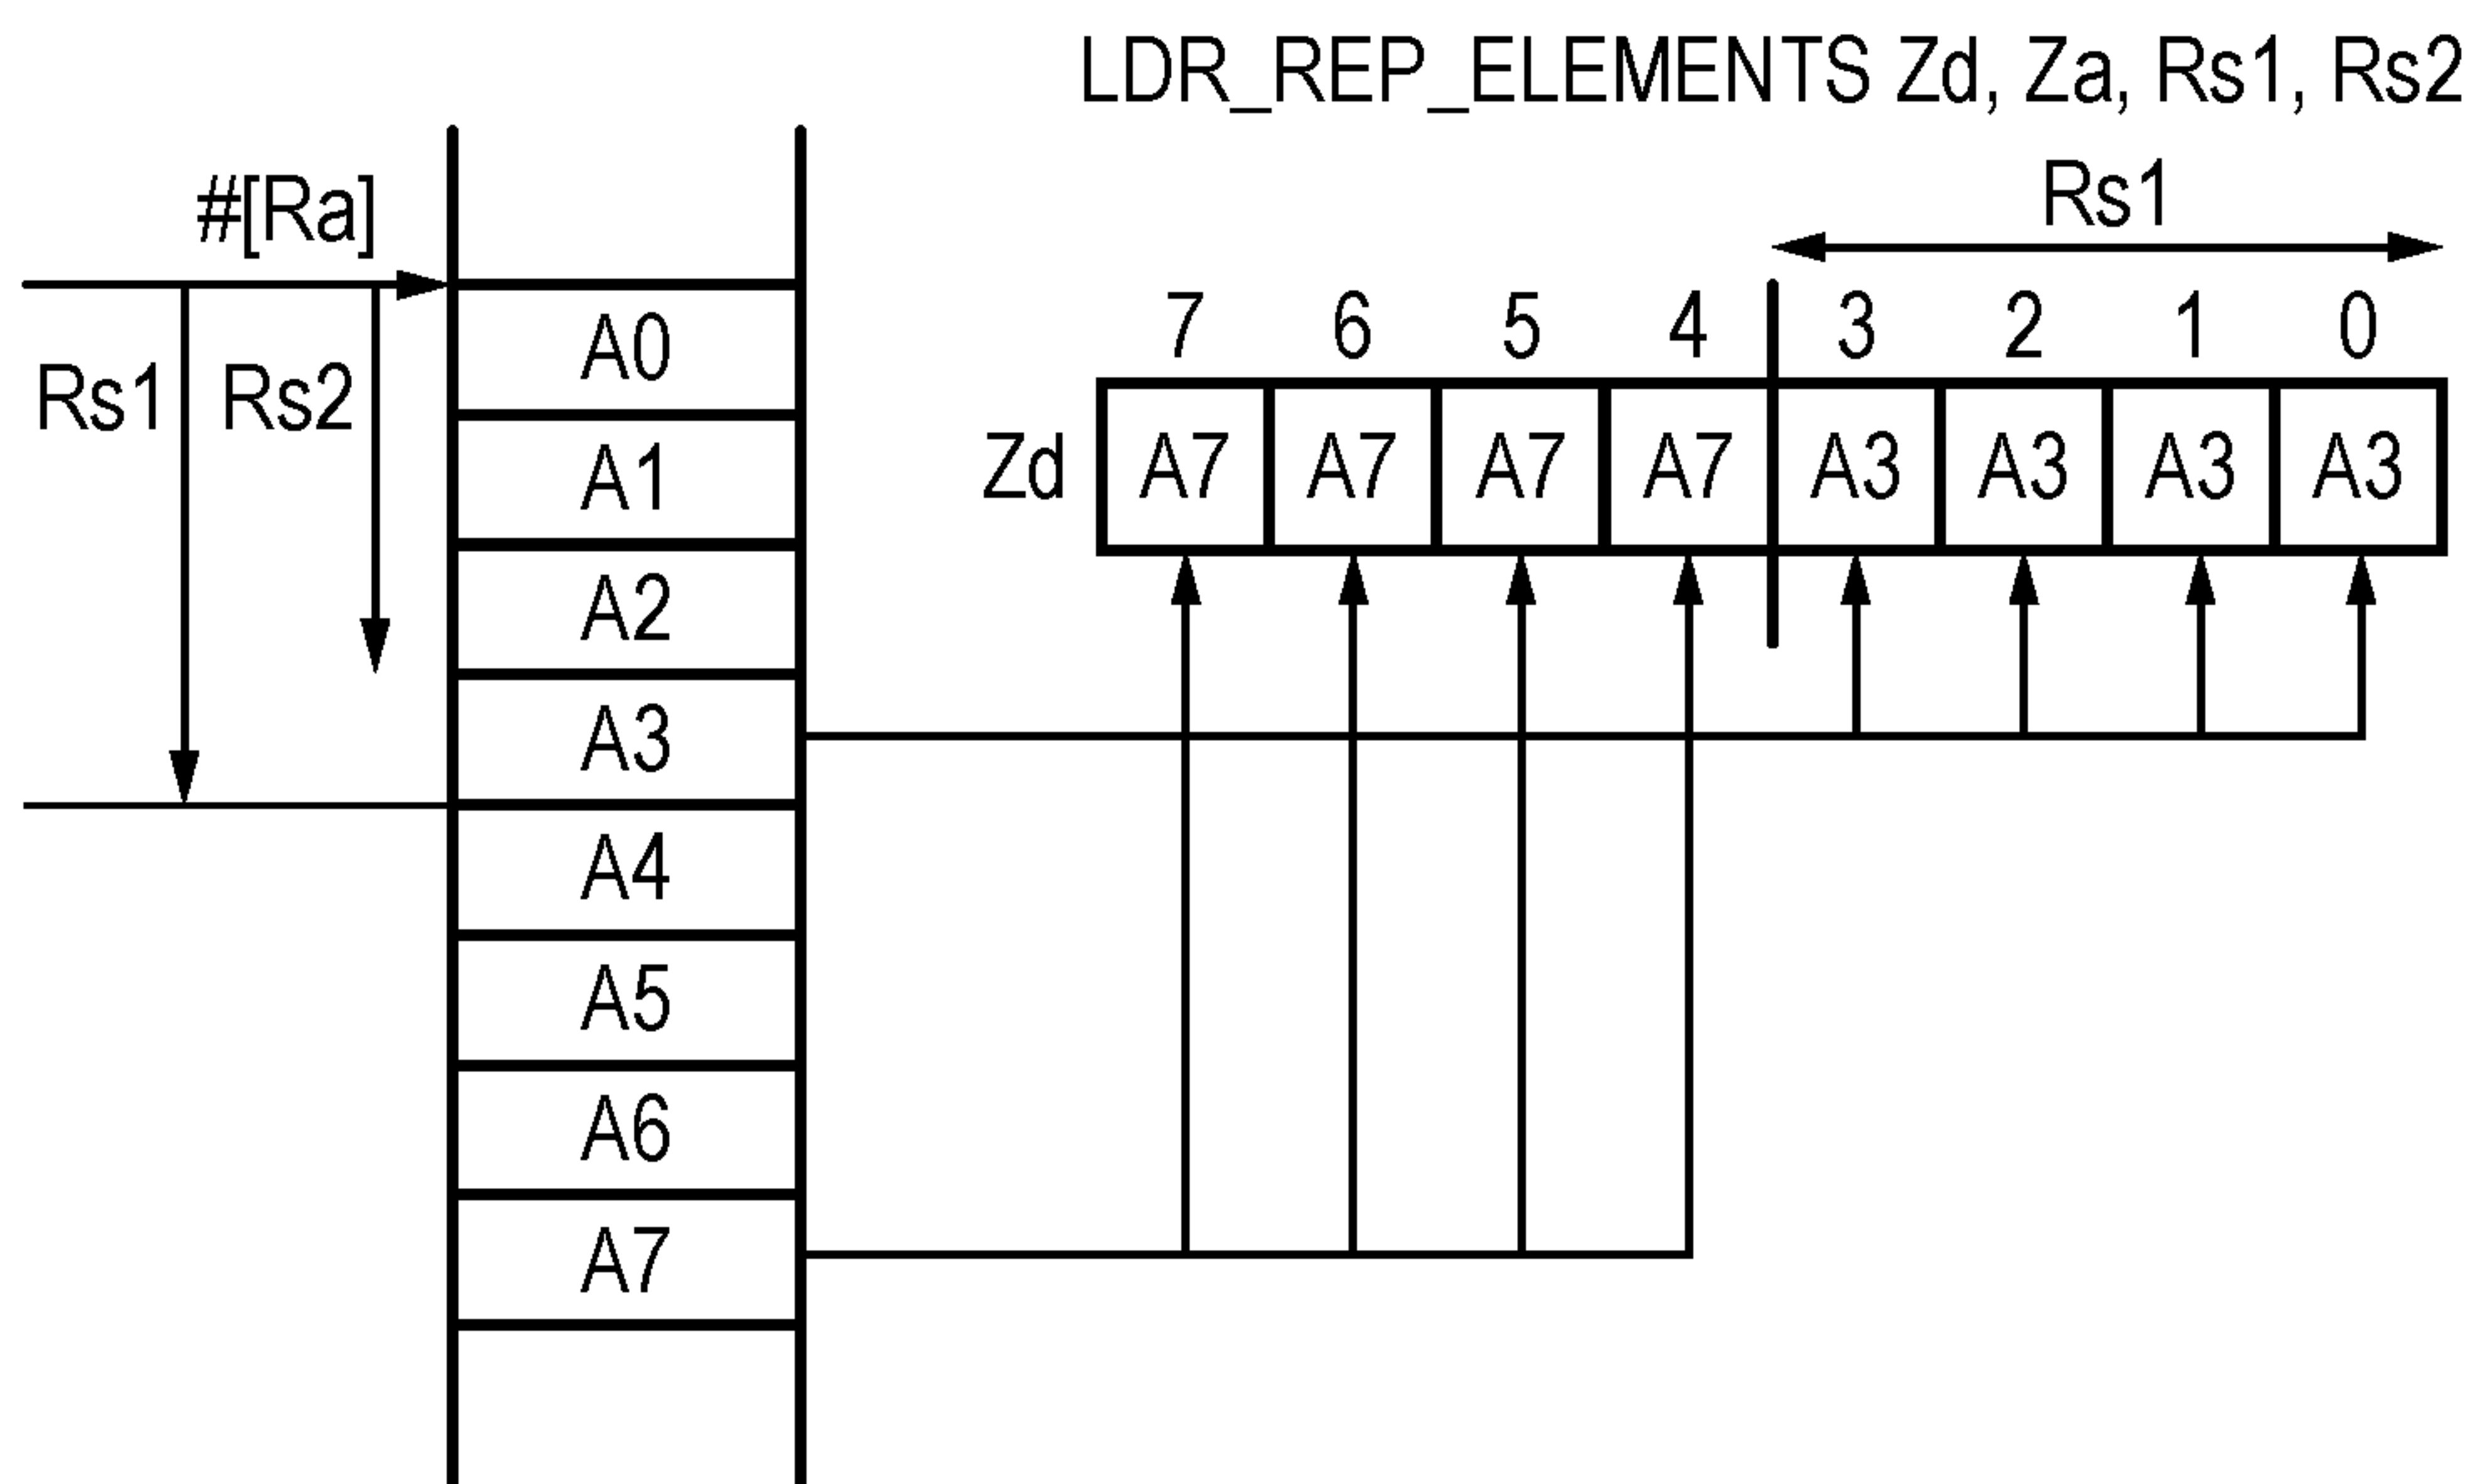 LDR_REP_ELEMENTS Zd, Za, Rs1, Rs2
#[Ra]
Rs1
Rs1 Rs2
A0
A1
A2
A3
A4
A5
A6
A7
7 6 5 4 3 2 1 0
Zd A7 A7 A7 A7 A3 A3 A3 A3